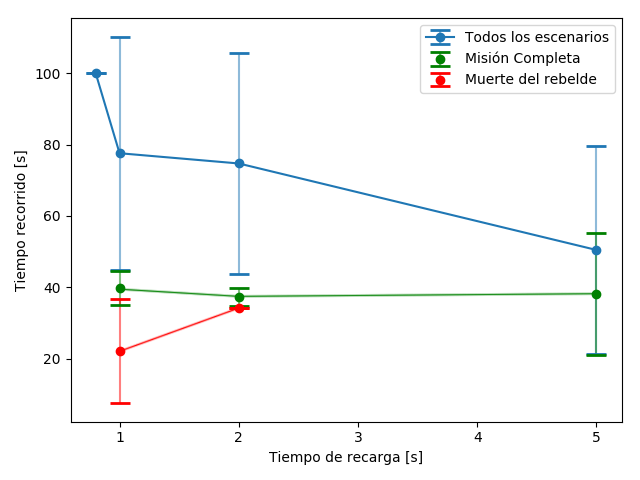 Todos los escenarios
Misión Completa
Muerte del rebelde
Tiempo recorrido [s]
100
80
60
40
20
1
2
3
4
5
Tiempo de recarga [s]